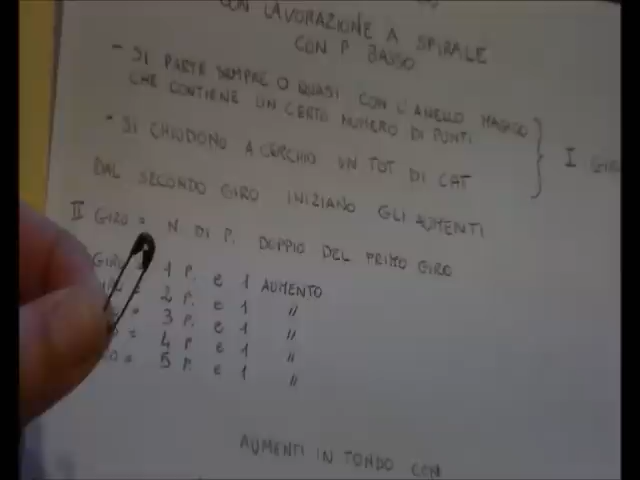 CON LAVORAZIONE A SPIRALE
CON P BASSO
- SI PARTE SEMPRE O QUASI CON L'ANELLO MAGICO
CHE CONTIENE UN CERTO NUMERO DI PUNTI
- SI CHIUDONO A CERCHIO UN TOT DI CAT
I GIRO
DAL SECONDO GIRO INIZIANO GLI AUMENTI
II GIRO = N DI P. DOPPIO DEL PRIMO GIRO
GIRO = 1 P. E 1 AUMENTO
2 P. E 1 "
= 3 P. E 1 "
= 4 P E 1 "
= 5 P. E 1 "
AUMENTI IN TONDO CON